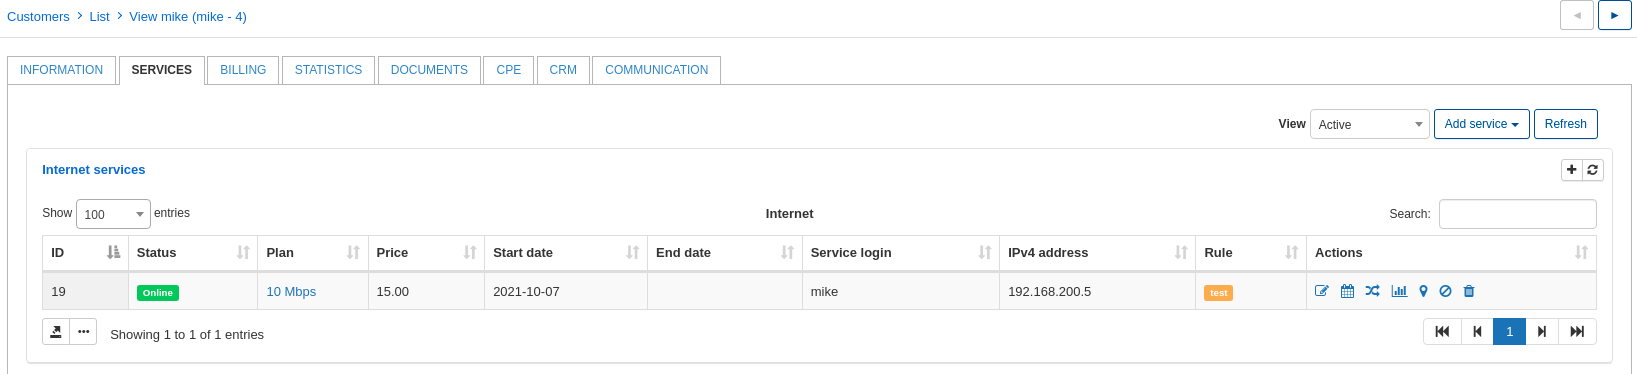 Customers > List > View mike (mike - 4)
INFORMATION SERVICES BILLING STATISTICS DOCUMENTS CPE CRM COMMUNICATION
View Active Add service Refresh
Internet services
Show 100 entries Internet Search:
ID Status Plan Price Start date End date Service login IPv4 address Rule Actions
19 Online 10 Mbps 15.00 2021-10-07 mike 192.168.200.5 test
Showing 1 to 1 of 1 entries 1